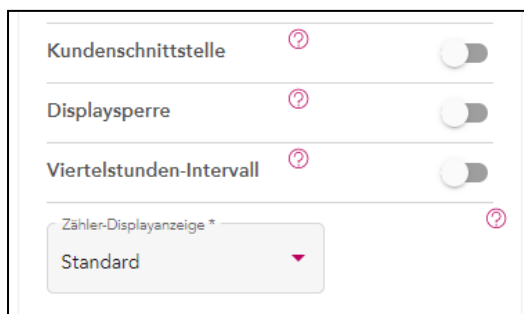 Kundenschnittstelle
Displaysperre
Viertelstunden-Intervall
Zähler-Displayanzeige *
Standard